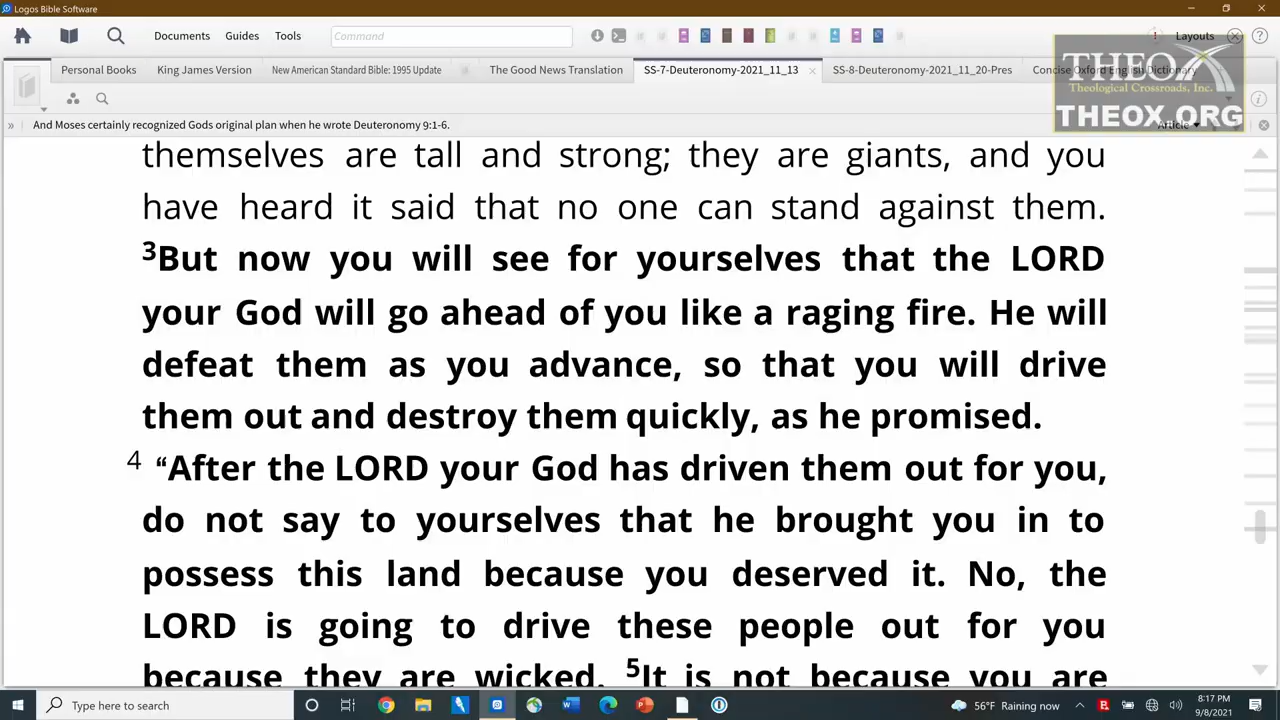 Logos Bible Software
Documents Guides Tools Command Layouts
Personal Books King James Version New American Standard The Good News Translation SS-7-Deuteronomy-2021_11_13 SS-8-Deuteronomy-2021_11_20-Pres Concise Oxford English Dictionary
THEOX
Theological Crossroads, Inc.
THEOX.ORG
And Moses certainly recognized Gods original plan when he wrote Deuteronomy 9:1-6. Article
themselves are tall and strong; they are giants, and you
have heard it said that no one can stand against them.
3But now you will see for yourselves that the LORD
your God will go ahead of you like a raging fire. He will
defeat them as you advance, so that you will drive
them out and destroy them quickly, as he promised.
4 “After the LORD your God has driven them out for you,
do not say to yourselves that he brought you in to
possess this land because you deserved it. No, the
LORD is going to drive these people out for you
because they are wicked. 5It is not because you are
Type here to search 56°F Raining now 8:17 PM
9/8/2021